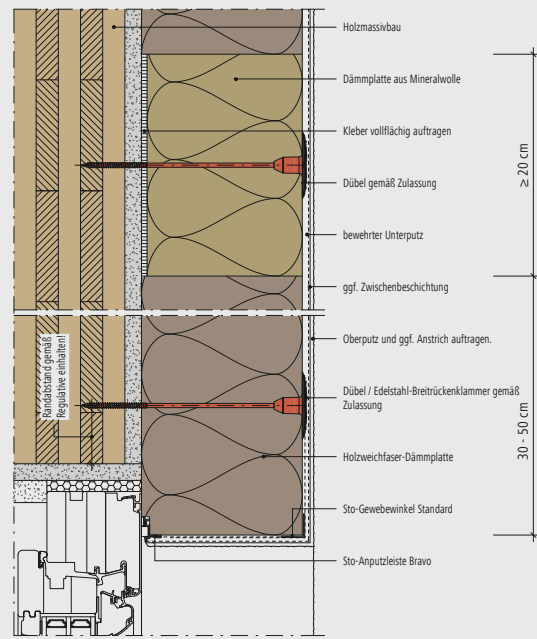 Holzmassivbau
Dämmplatte aus Mineralwolle
Kleber vollflächig auftragen
Dübel gemäß Zulassung
bewehrter Unterputz
ggf. Zwischenbeschichtung
Oberputz und ggf. Anstrich auftragen.
Dübel / Edelstahl-Breitrückenklammer gemäß
Zulassung
Holzweichfaser-Dämmplatte
Sto-Gewebewinkel Standard
Sto-Anputzleiste Bravo
Randabstand gemäß
Regulative einhalten!
≥ 20 cm
30 - 50 cm